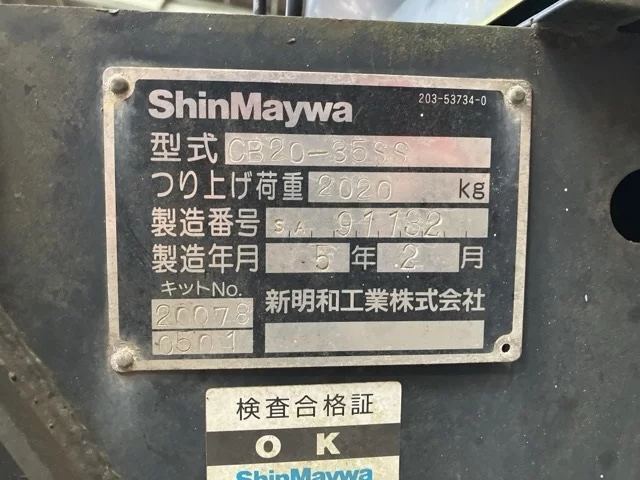 ShinMaywa 203-53734-0
型式 CB20-35SS
つり上げ荷重 2020 kg
製造番号 SA 91132
製造年月 5 年 2 月
キットNo. 新明和工業株式会社
20078
0501
検査合格証
OK
ShinMaywa